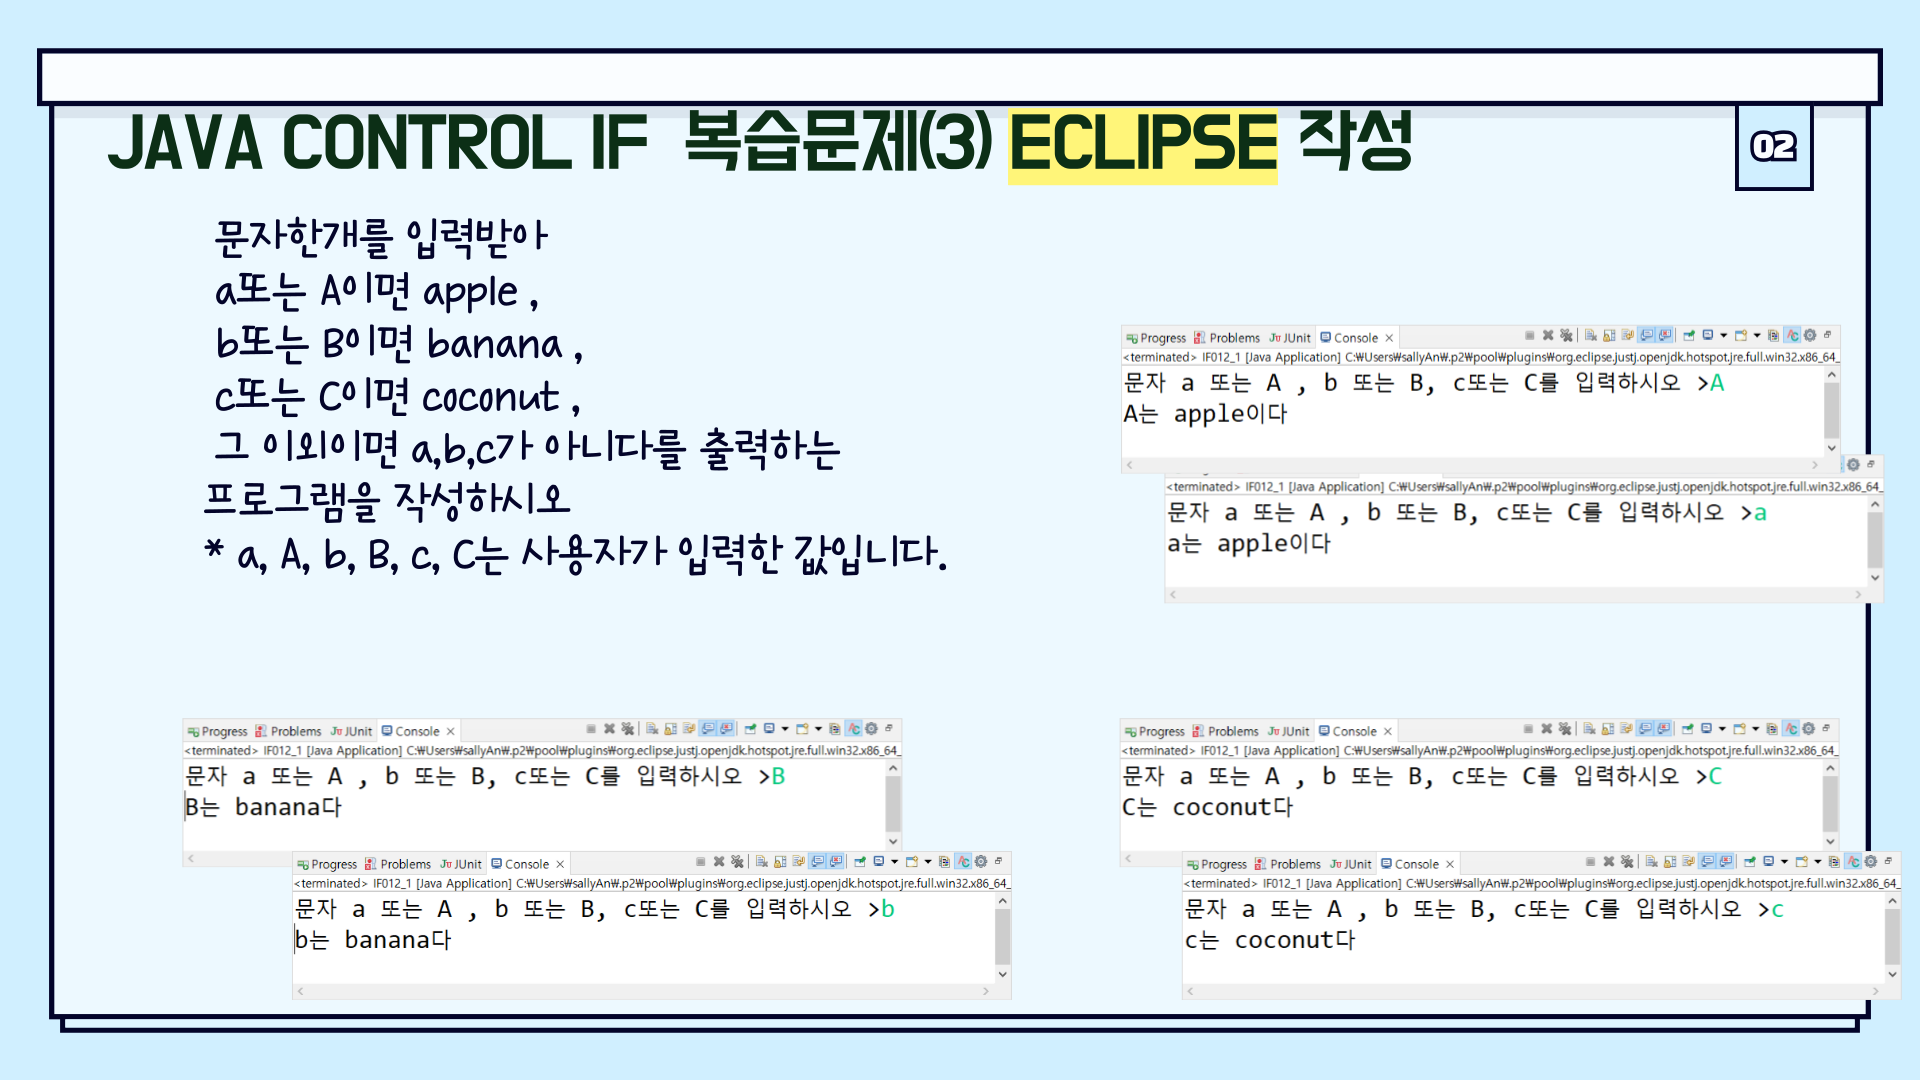 JAVA CONTROL IF 복습문제(3) ECLIPSE 작성
02
문자한개를 입력받아
a또는 A이면 apple ,
b또는 B이면 banana ,
c또는 C이면 coconut ,
그 이외이면 a,b,c가 아니다를 출력하는
프로그램을 작성하시오
* a, A, b, B, c, C는 사용자가 입력한 값입니다.
Progress Problems JUnit Console
<terminated> IF012_1 [Java Application] C:₩Users₩sallyAn₩.p2₩pool₩plugins₩org.eclipse.justj.openjdk.hotspot.jre.full.win32.x86_64_
문자 a 또는 A , b 또는 B, c또는 C를 입력하시오 >A
A는 apple이다
<terminated> IF012_1 [Java Application] C:₩Users₩sallyAn₩.p2₩pool₩plugins₩org.eclipse.justj.openjdk.hotspot.jre.full.win32.x86_64_
문자 a 또는 A , b 또는 B, c또는 C를 입력하시오 >a
a는 apple이다
Progress Problems JUnit Console
<terminated> IF012_1 [Java Application] C:₩Users₩sallyAn₩.p2₩pool₩plugins₩org.eclipse.justj.openjdk.hotspot.jre.full.win32.x86_64_
문자 a 또는 A , b 또는 B, c또는 C를 입력하시오 >B
B는 banana다
Progress Problems JUnit Console
<terminated> IF012_1 [Java Application] C:₩Users₩sallyAn₩.p2₩pool₩plugins₩org.eclipse.justj.openjdk.hotspot.jre.full.win32.x86_64_
문자 a 또는 A , b 또는 B, c또는 C를 입력하시오 >b
b는 banana다
Progress Problems JUnit Console
<terminated> IF012_1 [Java Application] C:₩Users₩sallyAn₩.p2₩pool₩plugins₩org.eclipse.justj.openjdk.hotspot.jre.full.win32.x86_64_
문자 a 또는 A , b 또는 B, c또는 C를 입력하시오 >C
C는 coconut다
Progress Problems JUnit Console
<terminated> IF012_1 [Java Application] C:₩Users₩sallyAn₩.p2₩pool₩plugins₩org.eclipse.justj.openjdk.hotspot.jre.full.win32.x86_64_
문자 a 또는 A , b 또는 B, c또는 C를 입력하시오 >c
c는 coconut다